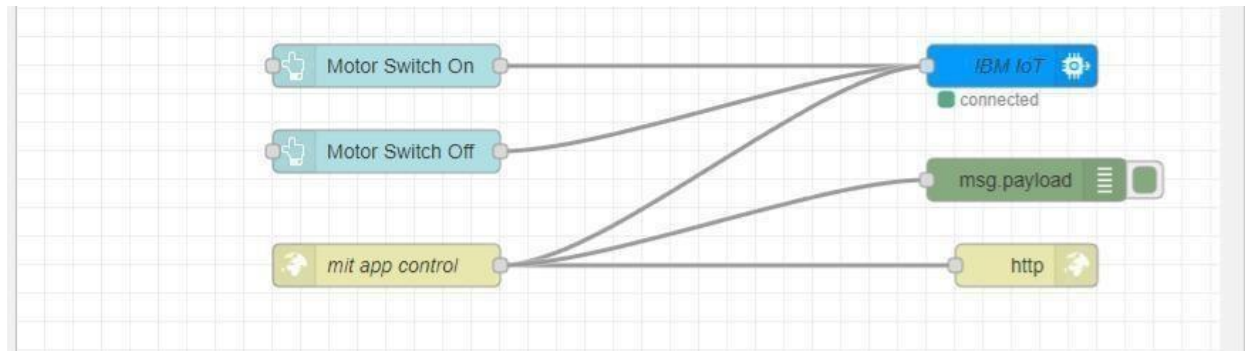 Motor Switch On
IBM IoT
connected
Motor Switch Off
msg.payload
mit app control
http